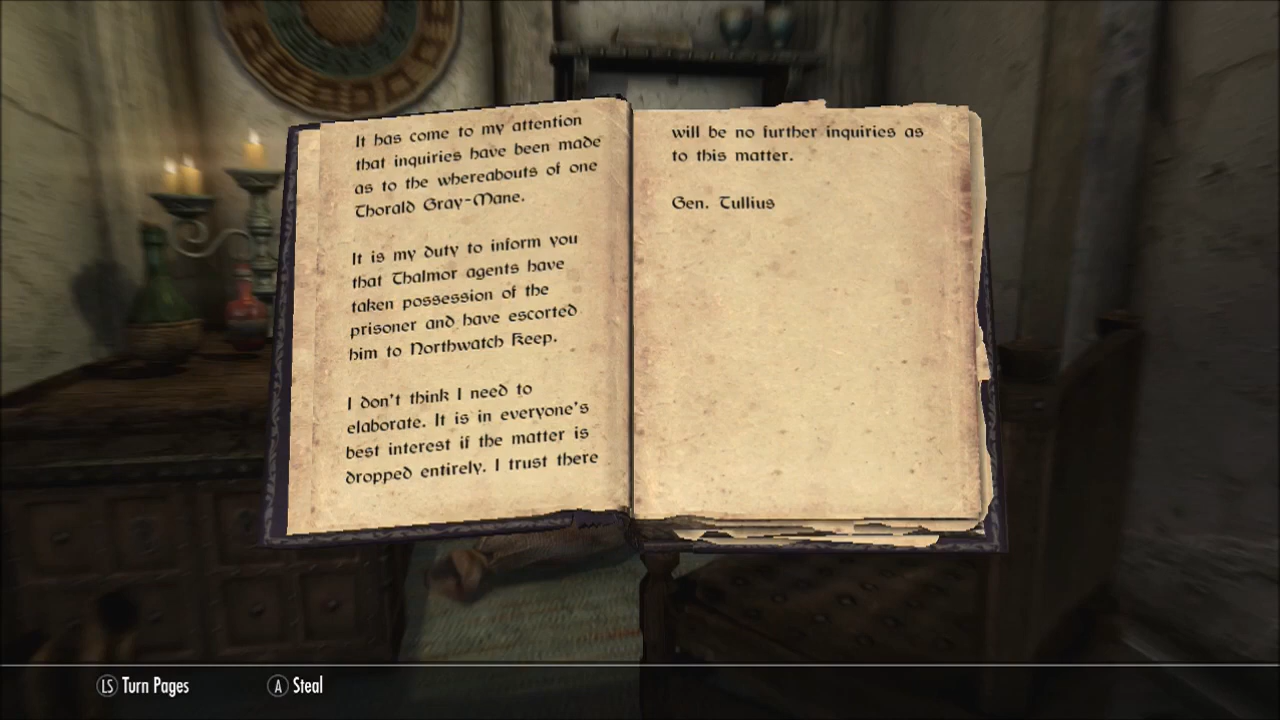 It has come to my attention
that inquiries have been made
as to the whereabouts of one
Thorald Gray-Mane.
It is my duty to inform you
that Thalmor agents have
taken possession of the
prisoner and have escorted
him to Northwatch Keep.
I don't think I need to
elaborate. It is in everyone's
best interest if the matter is
dropped entirely. I trust there
will be no further inquiries as
to this matter.
Gen. Tullius
LS Turn Pages
A Steal